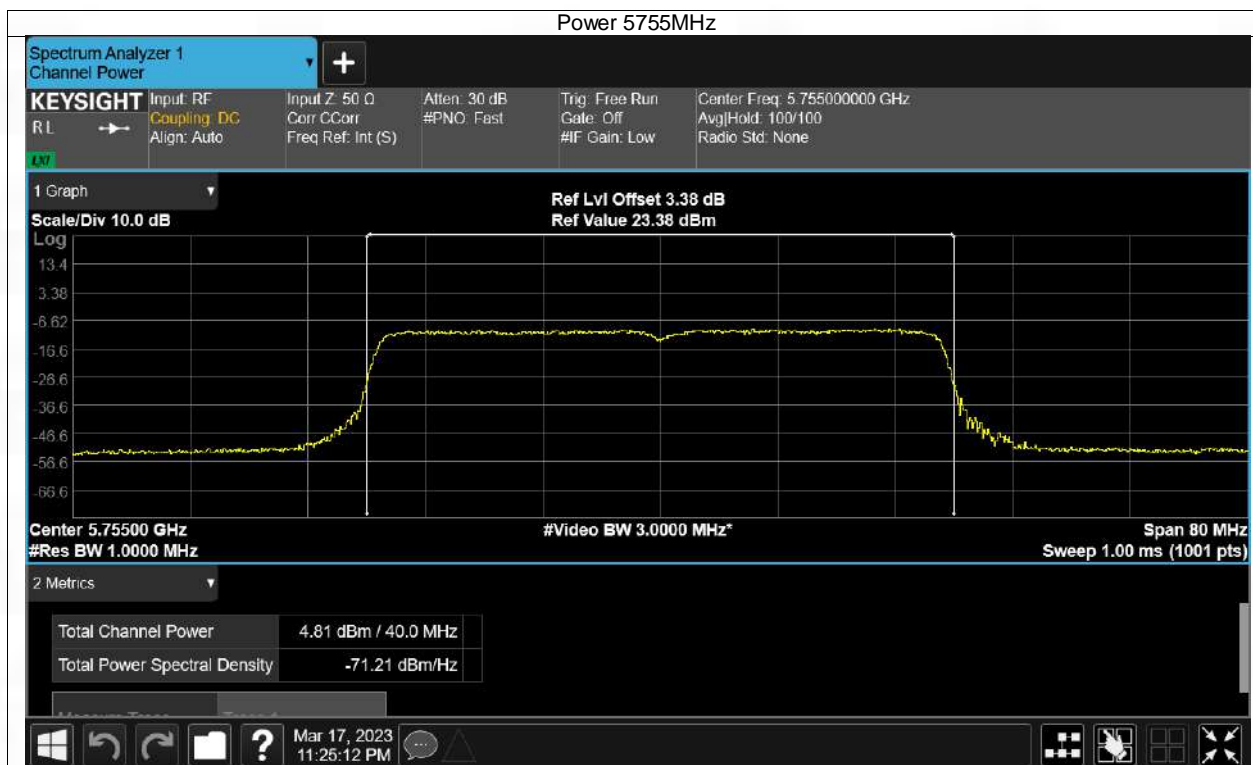 Power 5755MHz
Spectrum Analyzer 1
Channel Power
KEYSIGHT
RL
LXI
Input: RF
Coupling: DC
Align: Auto
Input Z: 50 Ω
Corr CCorr
Freq Ref: Int (S)
Atten: 30 dB
#PNO: Fast
Trig: Free Run
Gate: Off
#IF Gain: Low
Center Freq: 5.755000000 GHz
Avg|Hold: 100/100
Radio Std: None
1 Graph
Scale/Div 10.0 dB
Ref Lvl Offset 3.38 dB
Ref Value 23.38 dBm
Log
13.4
3.38
-6.62
-16.6
-26.6
-36.6
-46.6
-56.6
-66.6
Center 5.75500 GHz
#Video BW 3.0000 MHz*
Span 80 MHz
#Res BW 1.0000 MHz
Sweep 1.00 ms (1001 pts)
2 Metrics
Total Channel Power 4.81 dBm / 40.0 MHz
Total Power Spectral Density -71.21 dBm/Hz
Mar 17, 2023
11:25:12 PM